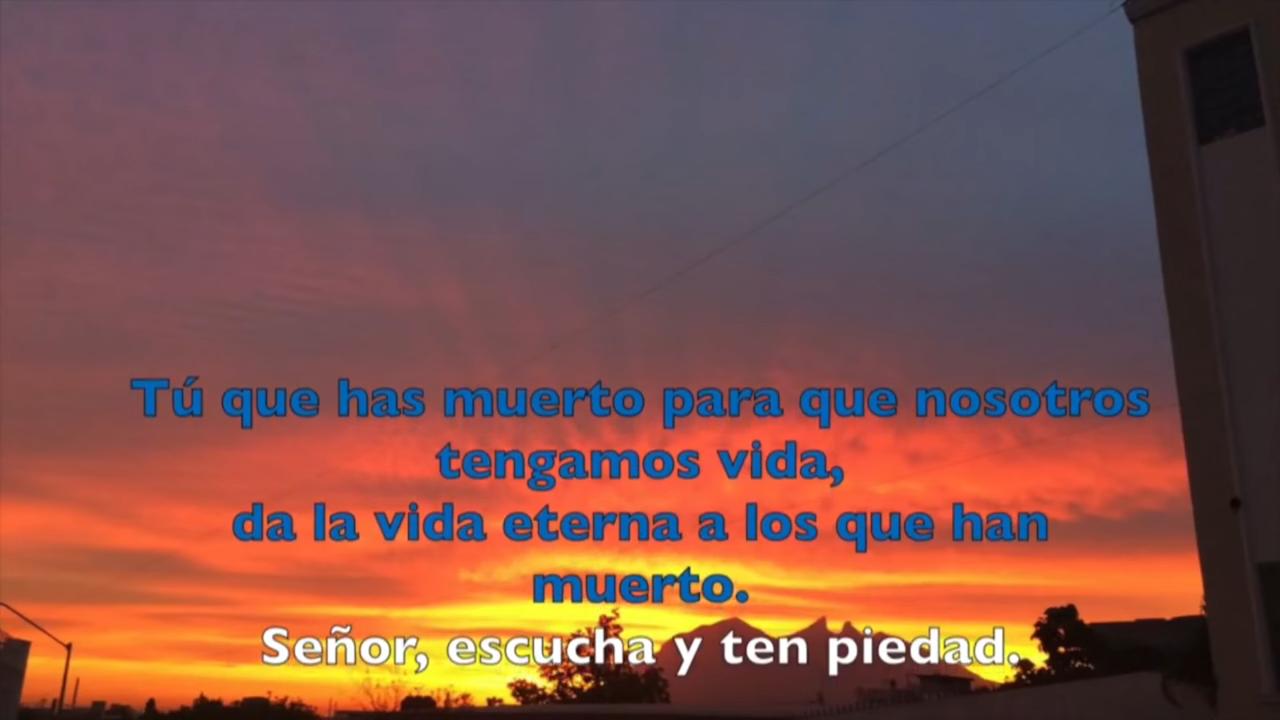 Tú que has muerto para que nosotros
tengamos vida,
da la vida eterna a los que han
muerto.
Señor, escucha y ten piedad.